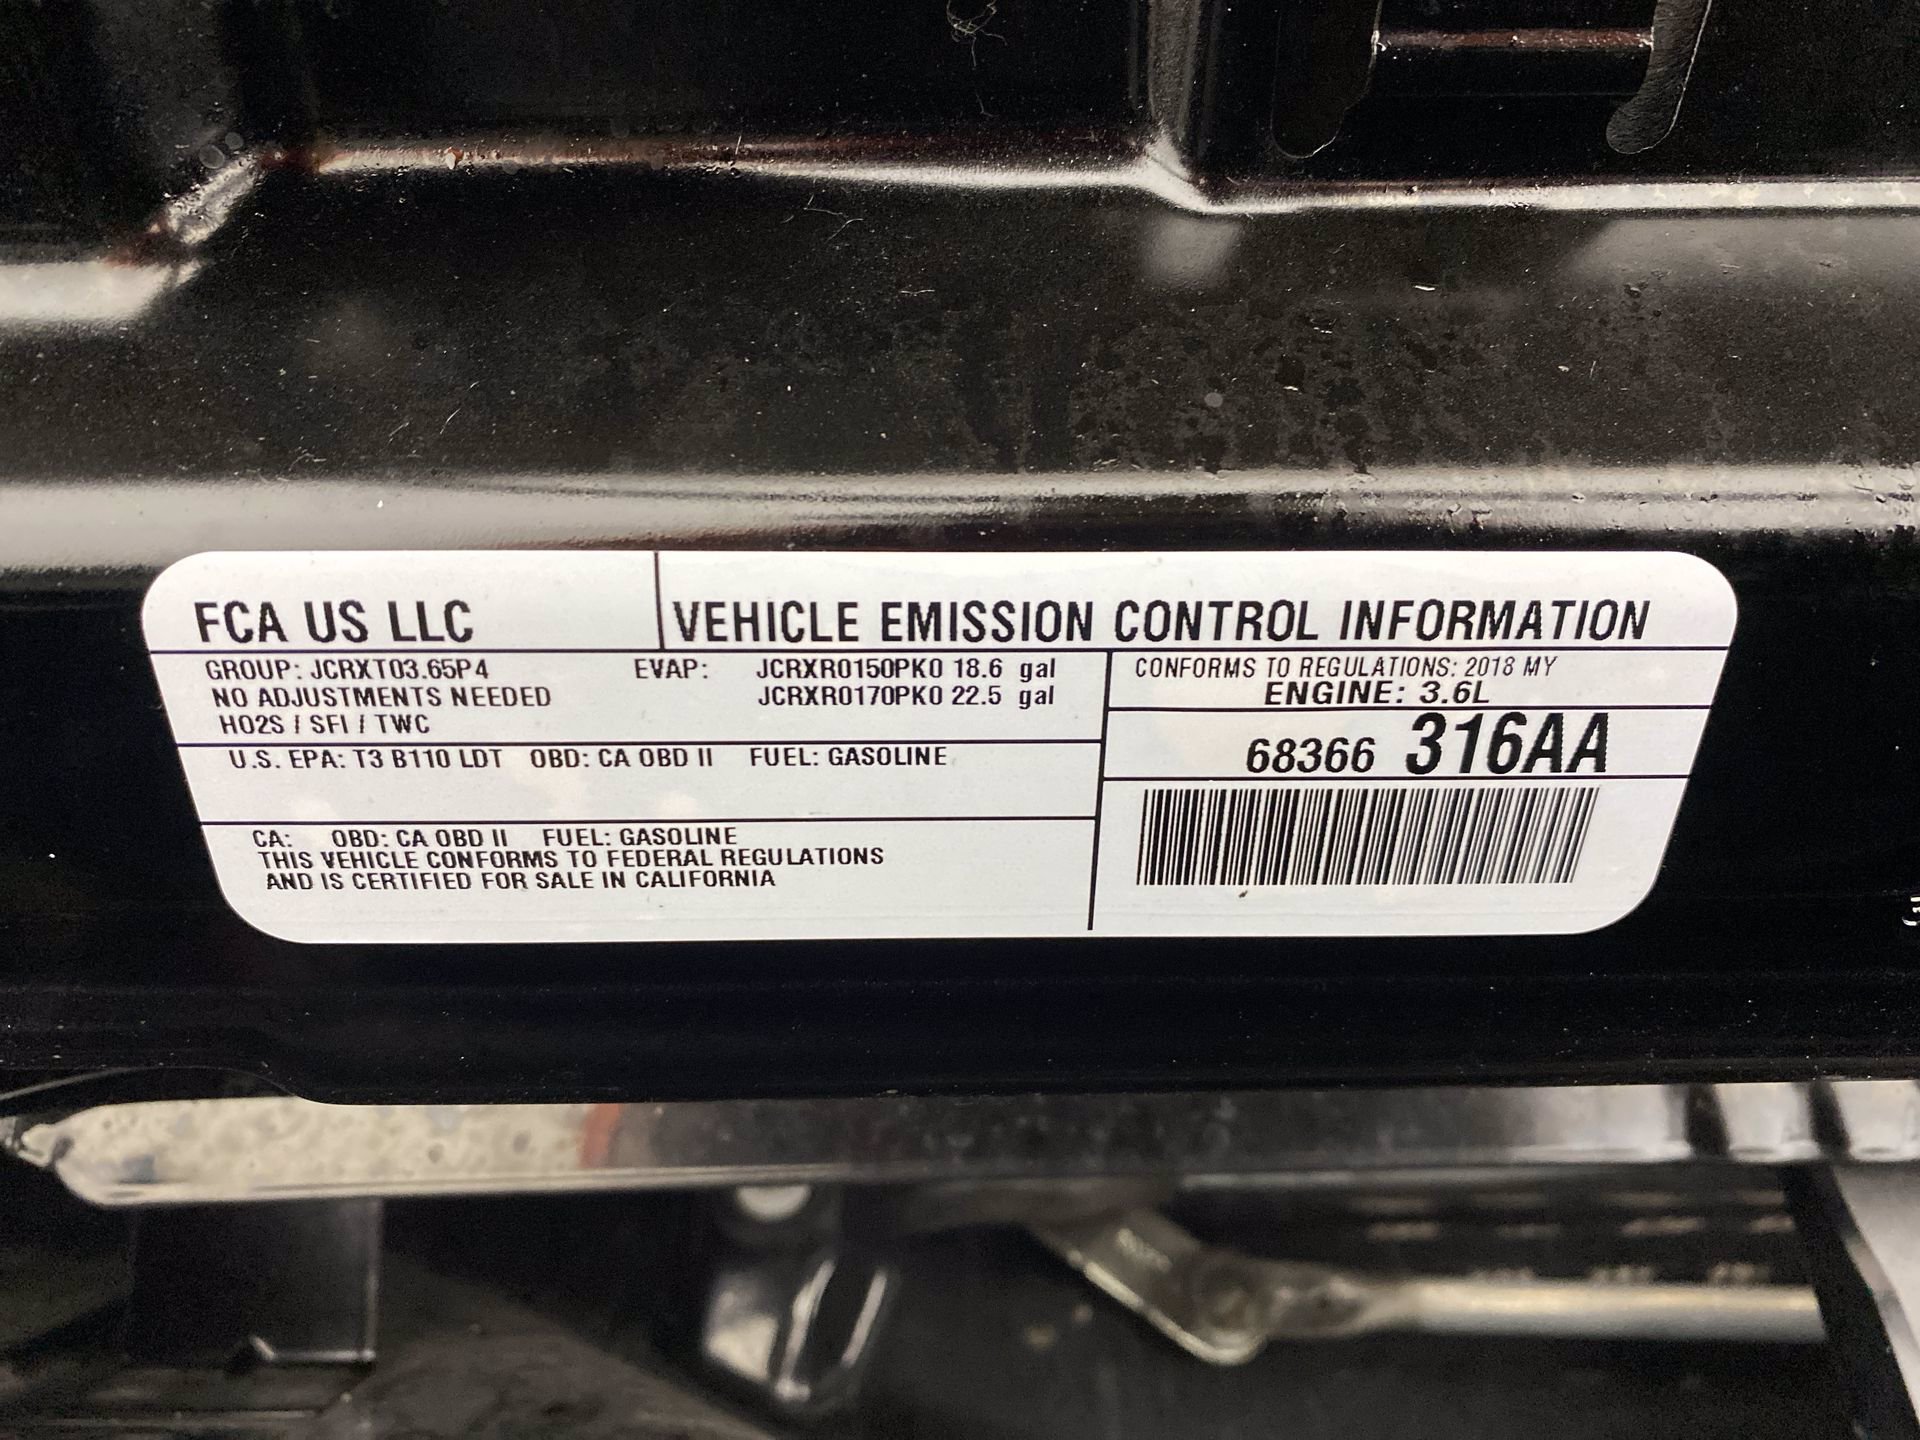 FCA US LLC
VEHICLE EMISSION CONTROL INFORMATION
GROUP: JCRXT03.65P4
NO ADJUSTMENTS NEEDED
HO2S / SFI / TWC
EVAP: JCRXR0150PK0 18.6 gal
JCRXR0170PK0 22.5 gal
CONFORMS TO REGULATIONS: 2018 MY
ENGINE: 3.6L
68366 316AA
U.S. EPA: T3 B110 LDT OBD: CA OBD II FUEL: GASOLINE
CA: OBD: CA OBD II FUEL: GASOLINE
THIS VEHICLE CONFORMS TO FEDERAL REGULATIONS
AND IS CERTIFIED FOR SALE IN CALIFORNIA